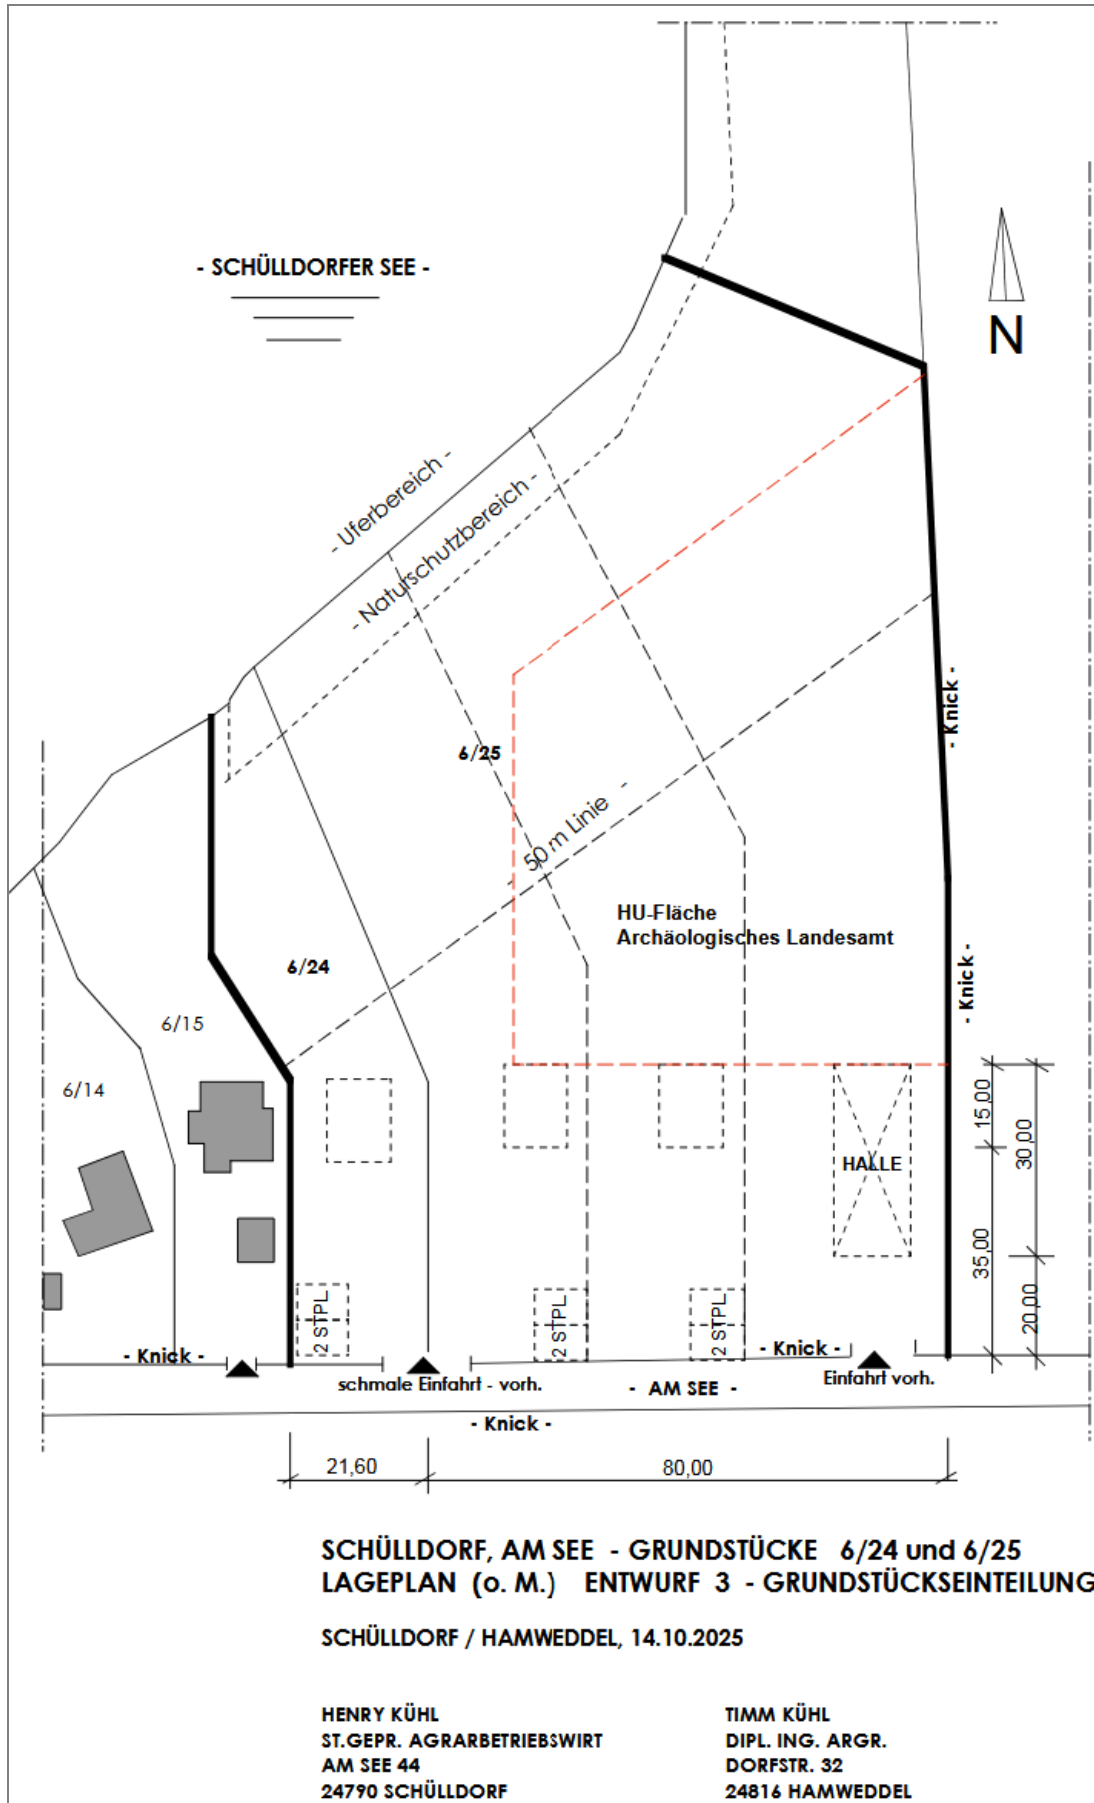 - SCHÜLLDORFER SEE -
N
- Uferbereich -
- Naturschutzbereich -
- Knick -
6/25
- 50 m Linie -
HU-Fläche
Archäologisches Landesamt
6/24
- Knick -
6/15
6/14
15,00
30,00
HALLE
35,00
20,00
2 STPL.
2 STPL.
2 STPL.
- Knick -
- Knick -
schmale Einfahrt - vorh.
- AM SEE -
Einfahrt vorh.
- Knick -
21,60
80,00
SCHÜLLDORF, AM SEE - GRUNDSTÜCKE 6/24 und 6/25
LAGEPLAN (o. M.) ENTWURF 3 - GRUNDSTÜCKSEINTEILUNG
SCHÜLLDORF / HAMWEDDEL, 14.10.2025
HENRY KÜHL
ST.GEPR. AGRARBETRIEBSWIRT
AM SEE 44
24790 SCHÜLLDORF
TIMM KÜHL
DIPL. ING. ARGR.
DORFSTR. 32
24816 HAMWEDDEL